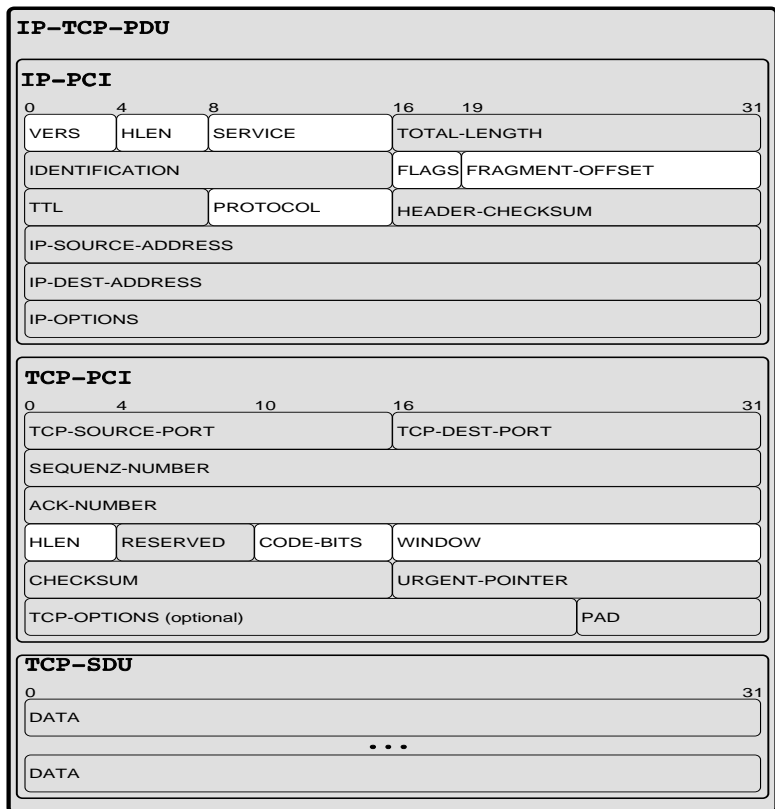 IP-TCP-PDU
IP-PCI
0 4 8 16 19 31
VERS HLEN SERVICE TOTAL-LENGTH
IDENTIFICATION FLAGS FRAGMENT-OFFSET
TTL PROTOCOL HEADER-CHECKSUM
IP-SOURCE-ADDRESS
IP-DEST-ADDRESS
IP-OPTIONS
TCP-PCI
0 4 10 16 31
TCP-SOURCE-PORT TCP-DEST-PORT
SEQUENZ-NUMBER
ACK-NUMBER
HLEN RESERVED CODE-BITS WINDOW
CHECKSUM URGENT-POINTER
TCP-OPTIONS (optional) PAD
TCP-SDU
0 31
DATA
...
DATA